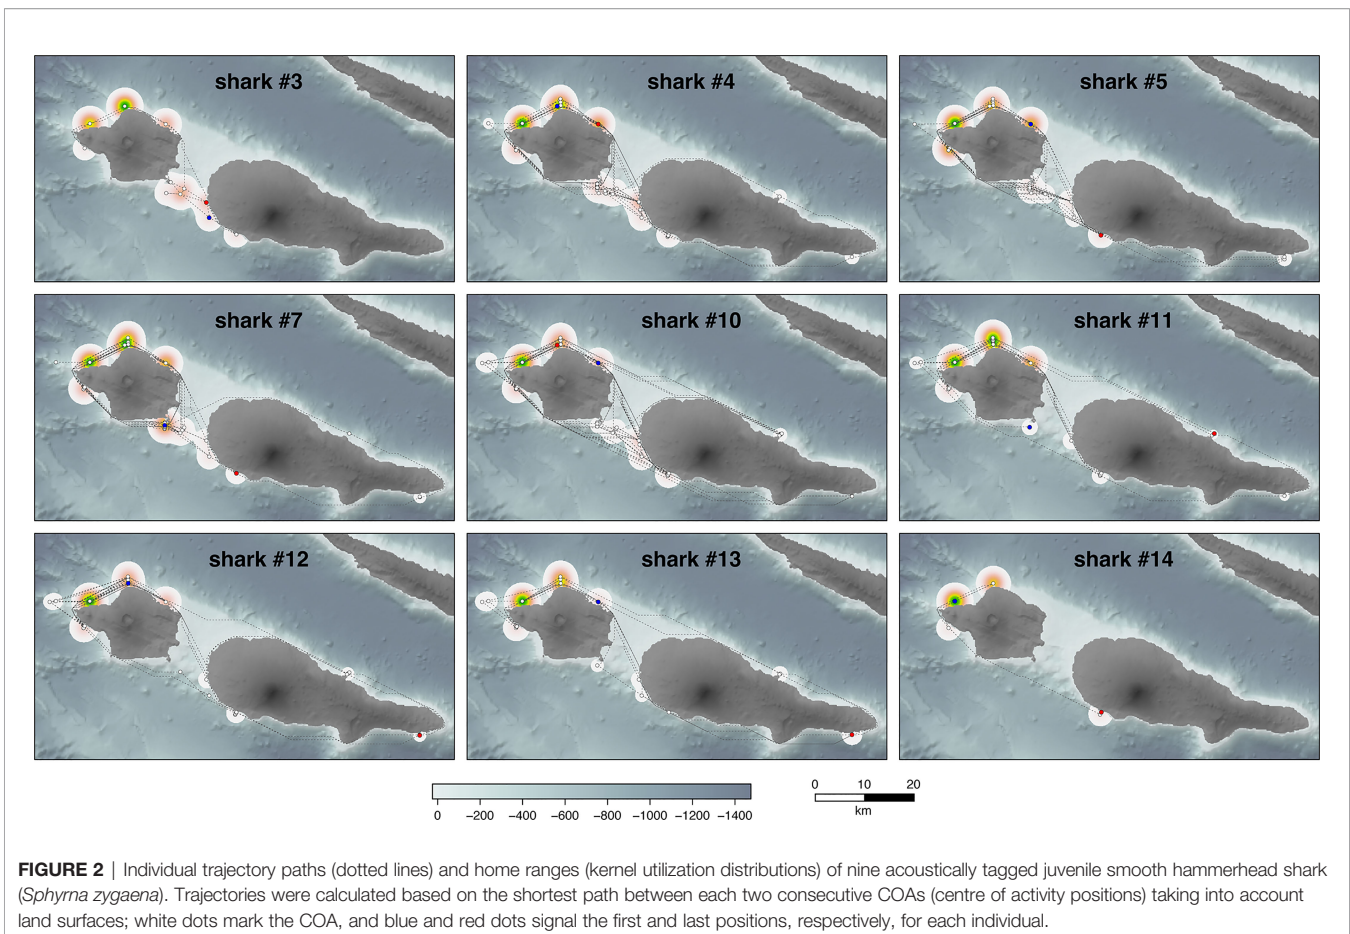 shark #3
shark #4
shark #5
shark #7
shark #10
shark #11
shark #12
shark #13
shark #14
0 −200 −400 −600 −800 −1000 −1200 −1400
0 10 20
km
FIGURE 2 | Individual trajectory paths (dotted lines) and home ranges (kernel utilization distributions) of nine acoustically tagged juvenile smooth hammerhead shark
(Sphyrna zygaena). Trajectories were calculated based on the shortest path between each two consecutive COAs (centre of activity positions) taking into account
land surfaces; white dots mark the COA, and blue and red dots signal the first and last positions, respectively, for each individual.